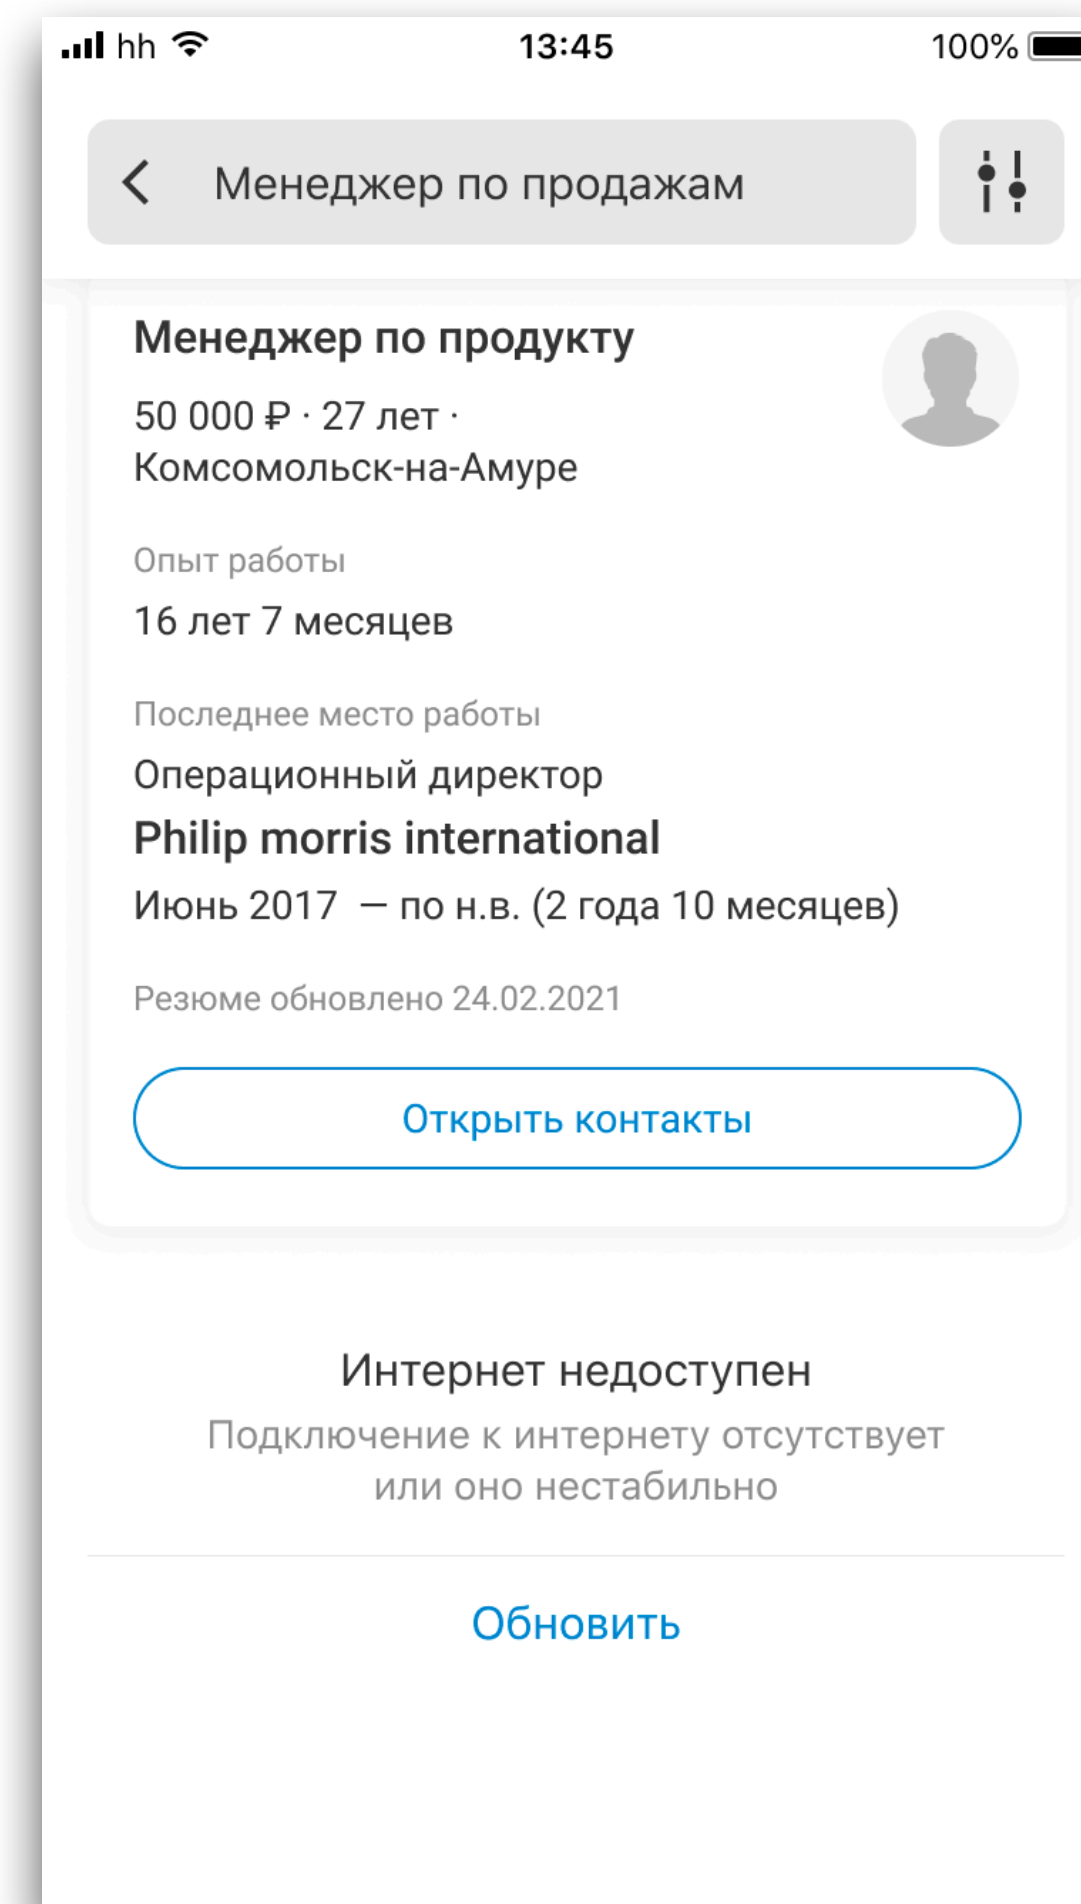 hh
13:45
100%
Менеджер по продажам
Менеджер по продукту
50 000 ₽ · 27 лет ·
Комсомольск-на-Амуре
Опыт работы
16 лет 7 месяцев
Последнее место работы
Операционный директор
Philip morris international
Июнь 2017 — по н.в. (2 года 10 месяцев)
Резюме обновлено 24.02.2021
Открыть контакты
Интернет недоступен
Подключение к интернету отсутствует
или оно нестабильно
Обновить